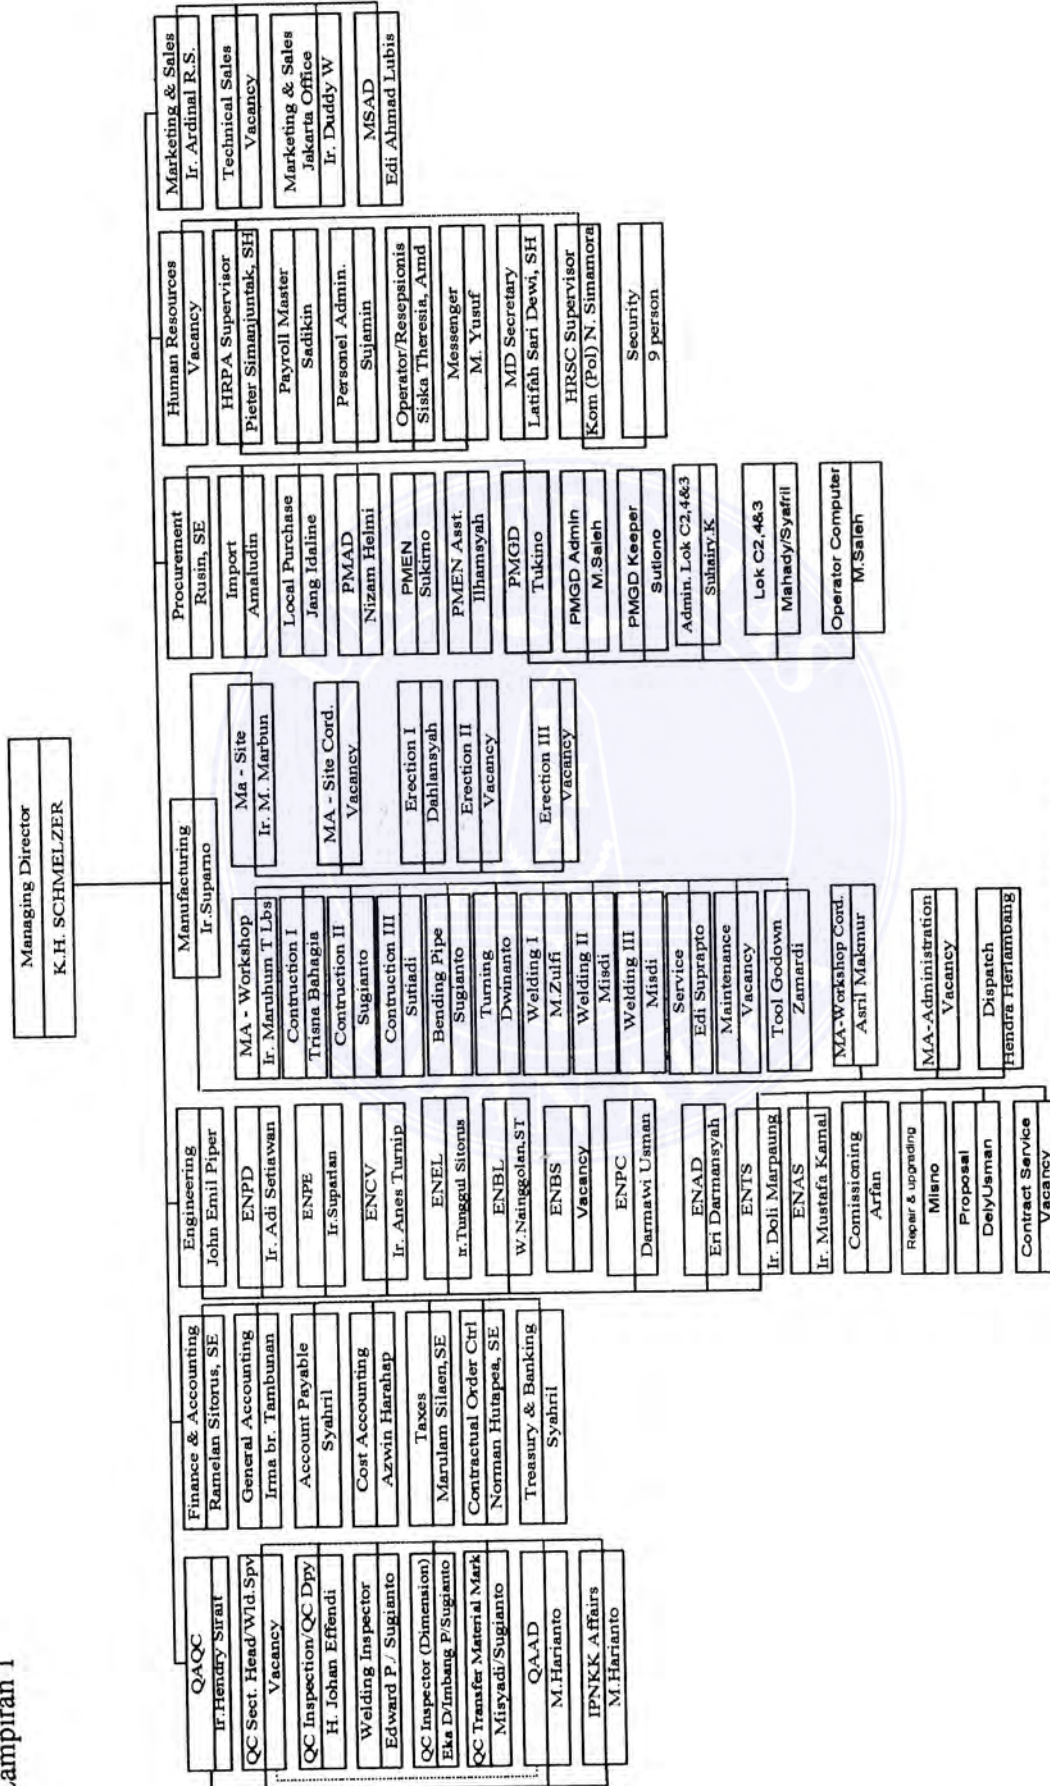 Lampiran 1
Managing Director
K.H. SCHMELZER
QAQC
Ir.Hendry Sirait
QC Sect. Head/Wld.Spv
Vacancy
QC Inspection/QC Dpy
H. Johan Effendi
Welding Inspector
Edward P./ Sugianto
QC Inspector (Dimension)
Eka D/Imbang P/Sugianto
QC Transfer Material Mark
Misyadi/Sugianto
QAAD
M.Harianto
IPNKK Affairs
M.Harianto
Finance & Accounting
Ramelan Sitorus, SE
General Accounting
Irma br. Tambunan
Account Payable
Syahril
Cost Accounting
Azwin Harahap
Taxes
Marulam Silaen,SE
Contractual Order Ctrl
Norman Hutapea, SE
Treasury & Banking
Syahril
Engineering
John Emil Piper
ENPD
Ir. Adi Setiawan
ENPE
Ir.Suparlan
ENCV
Ir. Anes Turnip
ENEL
Ir.Tunggul Sitorus
ENBL
W.Nainggolan,ST
ENBS
Vacancy
ENPC
Darmawi Usman
ENAD
Eri Darmansyah
ENTS
Ir. Doli Marpaung
ENAS
Ir. Mustafa Kamal
Comissioning
Arfan
Repair & upgrading
Misno
Proposal
DelyUsman
Contract Service
Vacancy
Manufacturing
Ir.Suparno
MA - Workshop
Ir. Maruhum T Lbs
Contruction I
Trisna Bahagia
Contruction II
Sugianto
Contruction III
Sutiadi
Bending Pipe
Sugianto
Turning
Dwinanto
Welding I
M.Zulfi
Welding II
Misdi
Welding III
Misdi
Service
Edi Suprapto
Maintenance
Vacancy
Tool Godown
Zamardi
MA-Workshop Cord.
Asril Makmur
MA-Administration
Vacancy
Dispatch
Hendra Heriambang
Ma - Site
Ir. M. Marbun
MA - Site Cord.
Vacancy
Erection I
Dahlansyah
Erection II
Vacancy
Erection III
Vacancy
Procurement
Rusin, SE
Import
Amaludin
Local Purchase
Jang Idaline
PMAD
Nizam Helmi
PMEN
Sukirno
PMEN Asst.
Ilhamsyah
PMGD
Tukino
PMGD Admin
M.Saleh
PMGD Keeper
Sutiono
Admin. Lok C2,4&3
Suhairy.K
Lok C2,4&3
Mahady/Syafril
Operator Computer
M.Saleh
Human Resources
Vacancy
HRPA Supervisor
Pieter Simanjuntak, SH
Payroll Master
Sadikin
Personel Admin.
Sujamin
Operator/Resepsionis
Siska Theresia, Amd
Messenger
M. Yusuf
MD Secretary
Latifah Sari Dewi, SH
HRSC Supervisor
Kom (Pol) N. Simamora
Security
9 person
Marketing & Sales
Ir. Ardinal R.S.
Technical Sales
Vacancy
Marketing & Sales
Jakarta Office
Ir. Duddy W
MSAD
Edi Ahmad Lubis